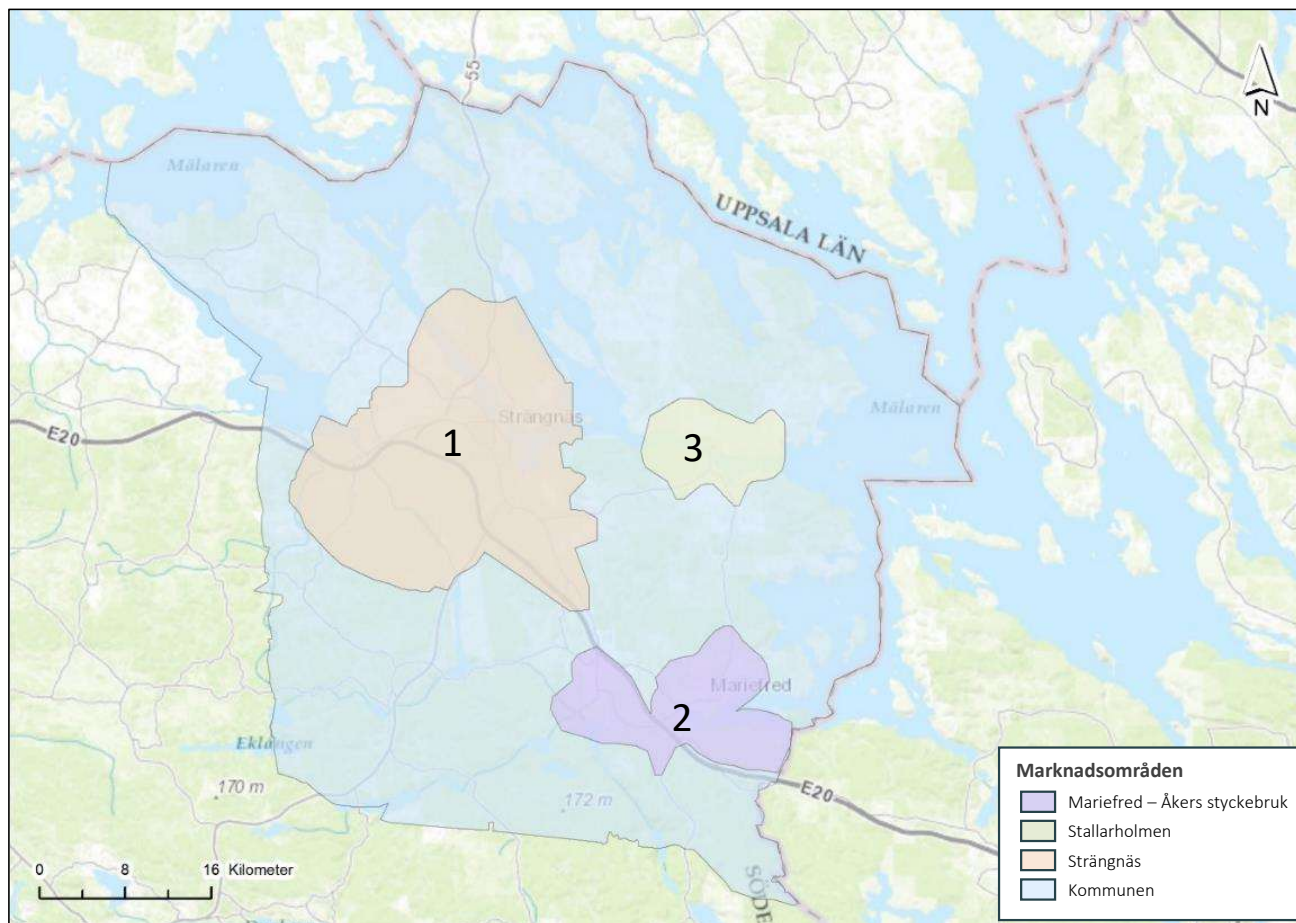 55
N
Mälaren
UPPSALA LÄN
Mälaren
E20
Strängnäs
1
3
Mariefred
2
Eklången
170 m
172 m
E20
0 8 16 Kilometer
SÖDE
Marknadsområden
Mariefred – Åkers styckebruk
Stallarholmen
Strängnäs
Kommunen